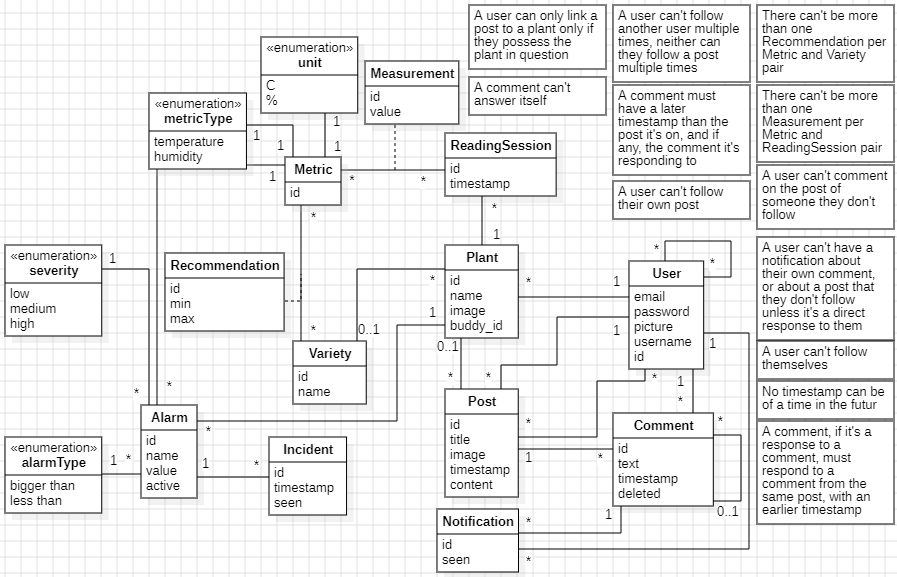 A user can only link a
post to a plant only if
they possess the
plant in question
A user can't follow
another user multiple
times, neither can
they follow a post
multiple times
There can't be more
than one
Recommendation per
Metric and Variety
pair
«enumeration»
unit
C
%
Measurement
id
value
A comment can't
answer itself
A comment must
have a later
timestamp than the
post it's on, and if
any, the comment it's
responding to
There can't be more
than one
Measurement per
Metric and
ReadingSession pair
«enumeration»
metricType
temperature
humidity
1
1
1
1
1
Metric
id
*
*
*
ReadingSession
id
timestamp
A user can't follow
their own post
A user can't comment
on the post of
someone they don't
follow
*
1
«enumeration»
severity
low
medium
high
1
Recommendation
id
min
max
Plant
id
name
image
buddy_id
*
1
0..1
*
1
1
*
*
User
email
password
picture
username
id
A user can't have a
notification about
their own comment,
or about a post that
they don't follow
unless it's a direct
response to them
A user can't follow
themselves
No timestamp can be
of a time in the futur
A comment, if it's a
response to a
comment, must
respond to a
comment from the
same post, with an
earlier timestamp
*
0..1
Variety
id
name
1
*
*
*
1
*
*
*
Alarm
id
name
value
active
*
Post
id
title
image
timestamp
content
*
1
*
Comment
id
text
timestamp
deleted
*
0..1
«enumeration»
alarmType
bigger than
less than
1
*
1
*
Incident
id
timestamp
seen
Notification
id
seen
*
1
*